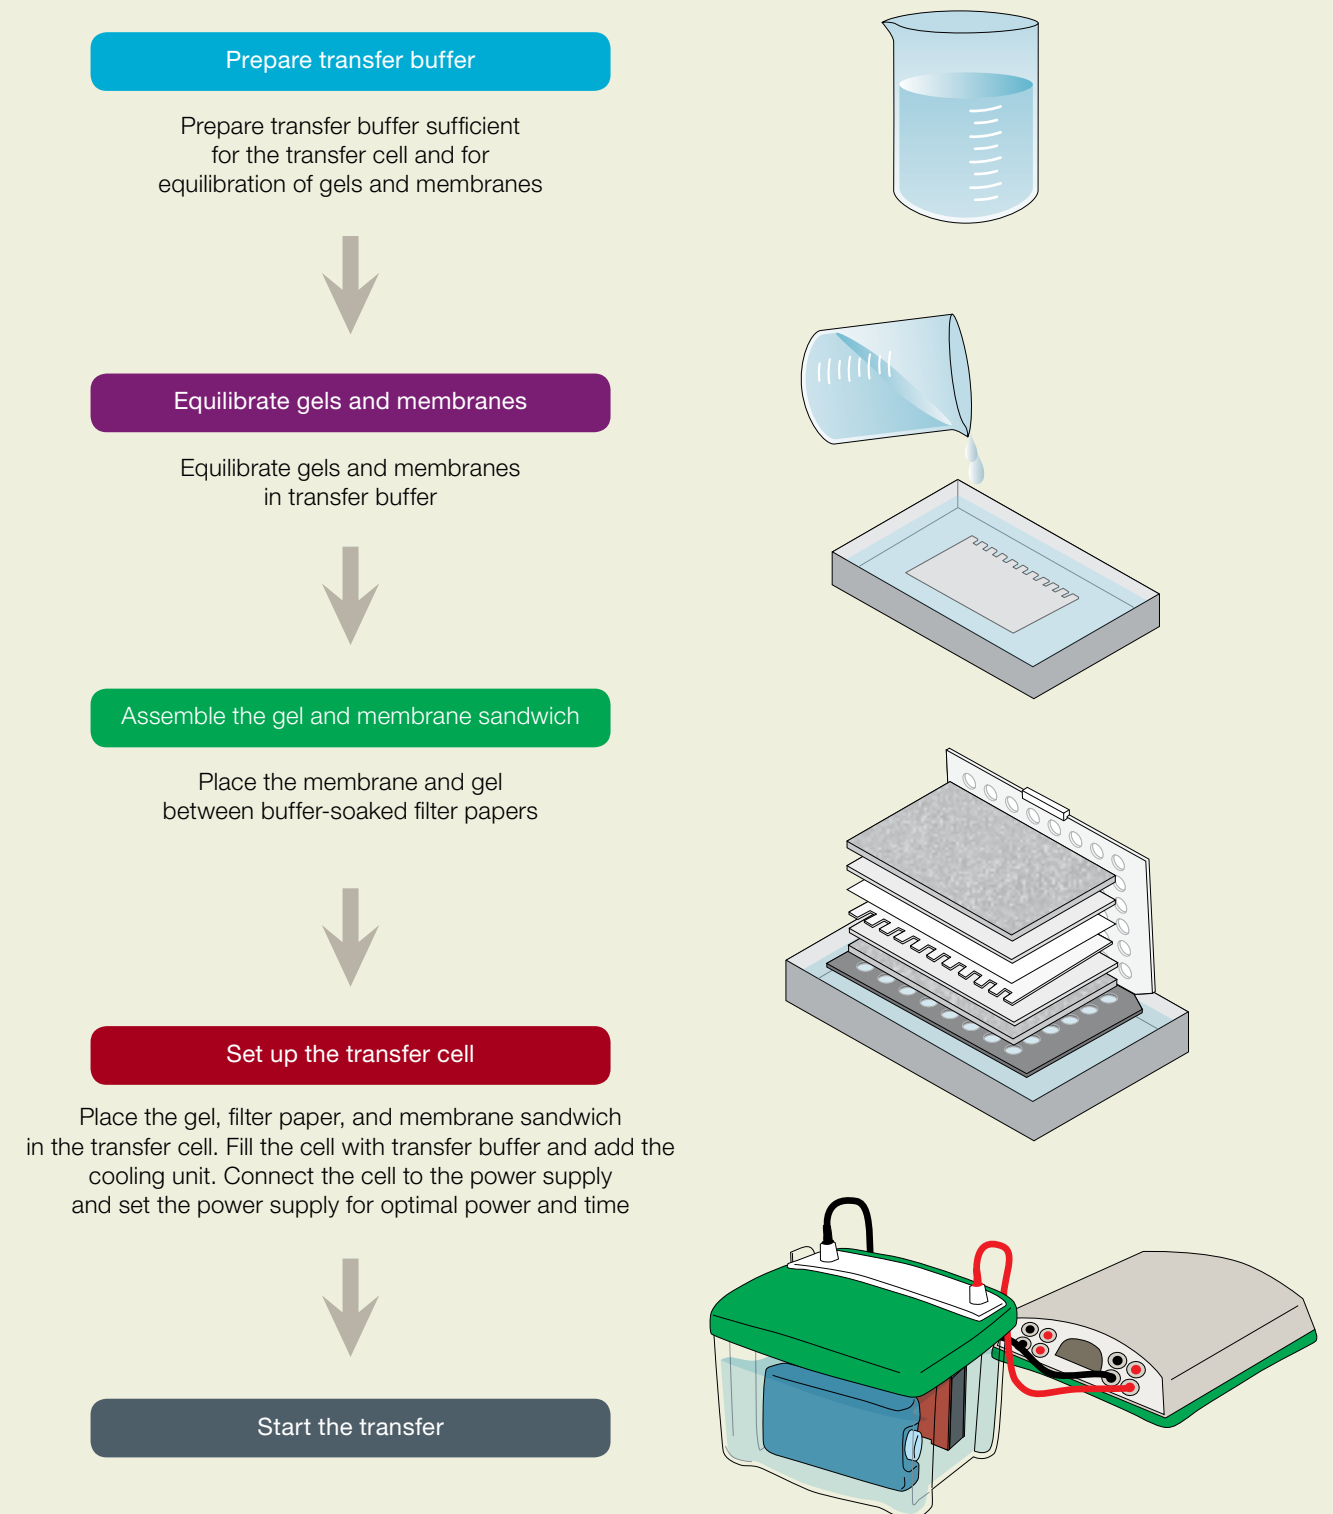 Prepare transfer buffer
Prepare transfer buffer sufficient
for the transfer cell and for
equilibration of gels and membranes
Equilibrate gels and membranes
Equilibrate gels and membranes
in transfer buffer
Assemble the gel and membrane sandwich
Place the membrane and gel
between buffer-soaked filter papers
Set up the transfer cell
Place the gel, filter paper, and membrane sandwich
in the transfer cell. Fill the cell with transfer buffer and add the
cooling unit. Connect the cell to the power supply
and set the power supply for optimal power and time
Start the transfer